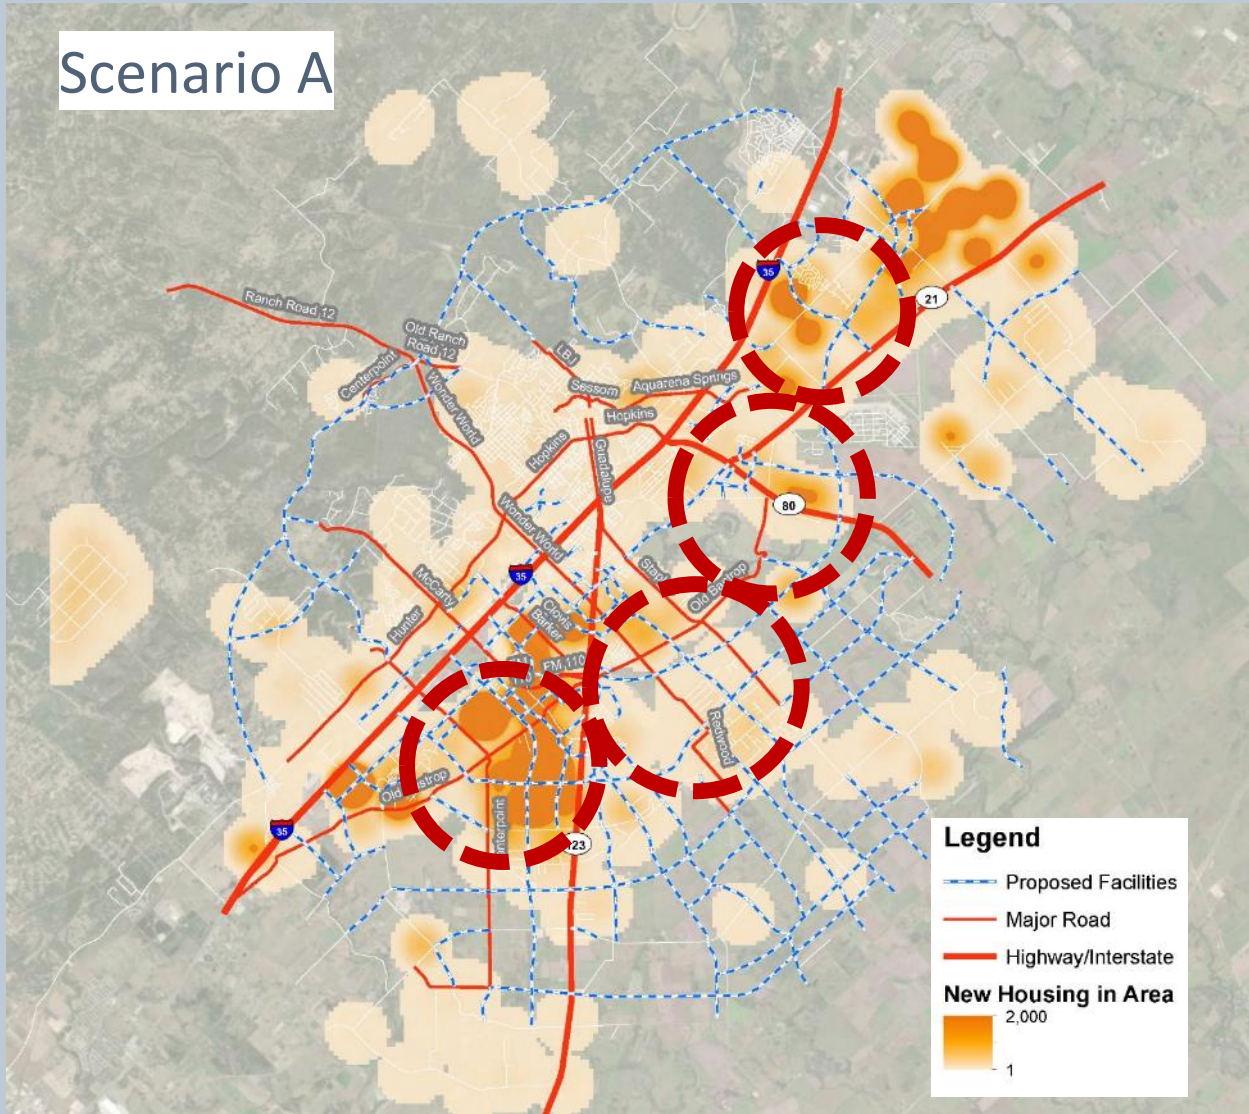 Scenario A
35
21
Ranch Road 12
Old Ranch
Road 12
Centerpoint
LBJ
Wonder World
Sessom
Aquarena Springs
Hopkins
Hopkins
Guadalupe
80
Wonder World
35
McCarty
Old Bastrop
Clovis
Barker
Hunter
FM 110
Redwood
Old
35
123
Legend
Proposed Facilities
Major Road
Highway/Interstate
New Housing in Area
2,000
1